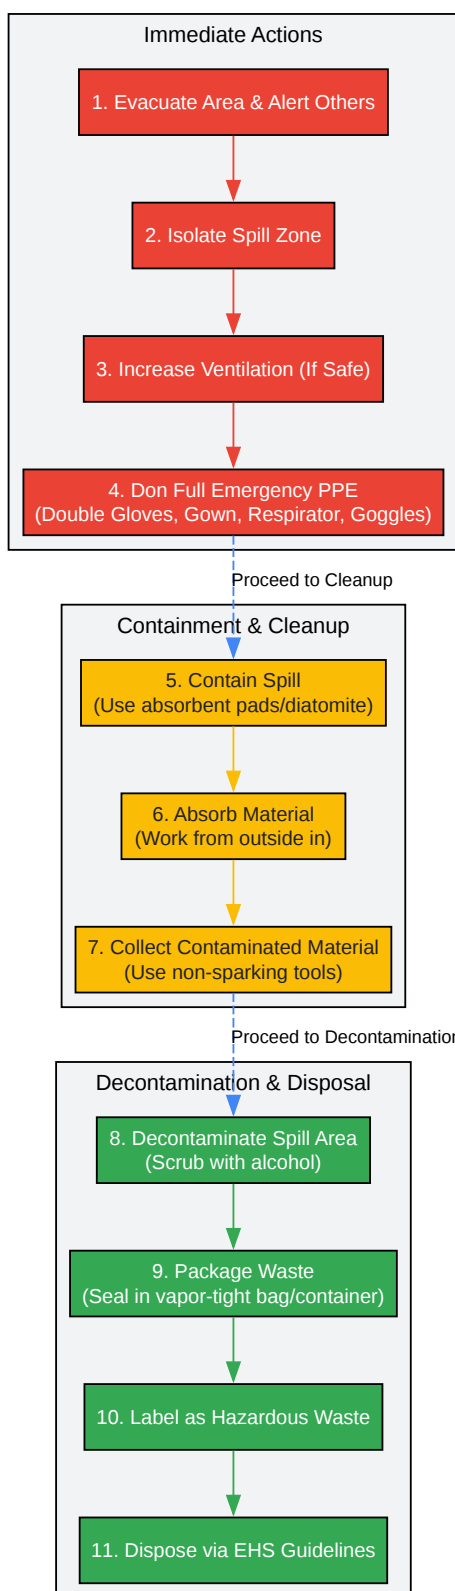 Immediate Actions
1. Evacuate Area & Alert Others
2. Isolate Spill Zone
3. Increase Ventilation (If Safe)
4. Don Full Emergency PPE
(Double Gloves, Gown, Respirator, Goggles)
Proceed to Cleanup
Containment & Cleanup
5. Contain Spill
(Use absorbent pads/diatomite)
6. Absorb Material
(Work from outside in)
7. Collect Contaminated Material
(Use non-sparking tools)
Proceed to Decontamination
Decontamination & Disposal
8. Decontaminate Spill Area
(Scrub with alcohol)
9. Package Waste
(Seal in vapor-tight bag/container)
10. Label as Hazardous Waste
11. Dispose via EHS Guidelines